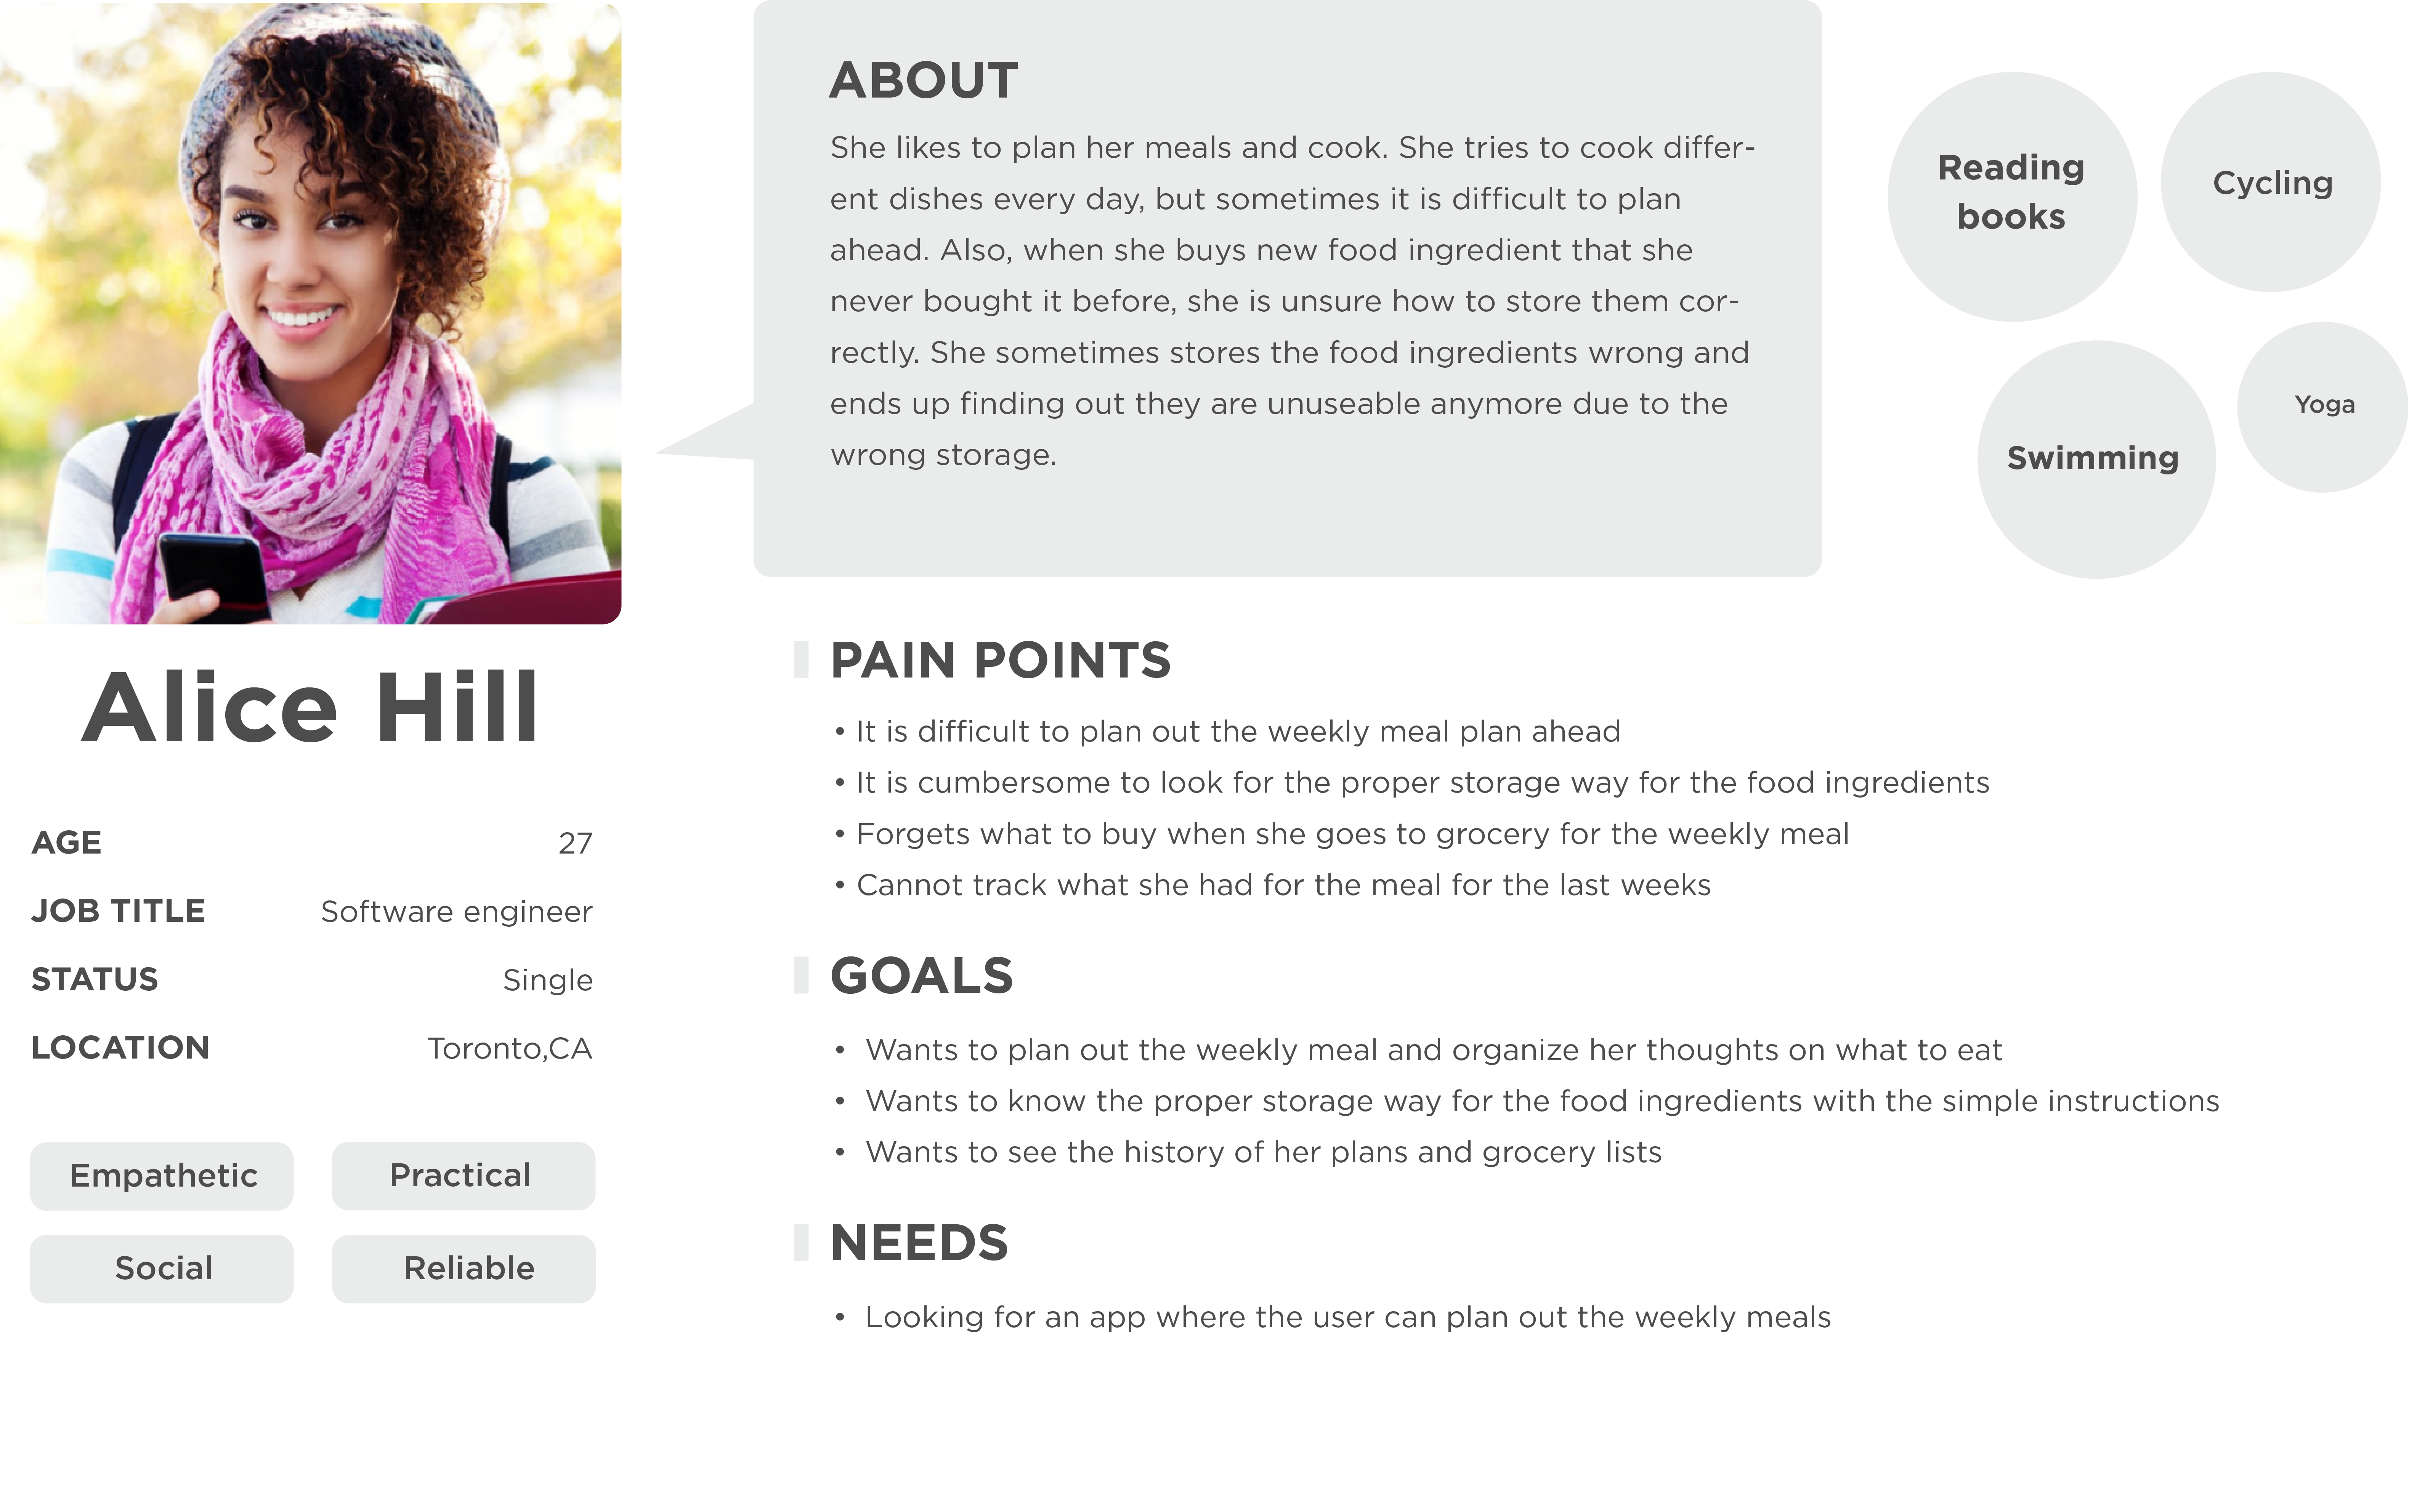 Alice Hill
AGE 27
JOB TITLE Software engineer
STATUS Single
LOCATION Toronto,CA
Empathetic Practical
Social Reliable
ABOUT
She likes to plan her meals and cook. She tries to cook differ-
ent dishes every day, but sometimes it is difficult to plan
ahead. Also, when she buys new food ingredient that she
never bought it before, she is unsure how to store them cor-
rectly. She sometimes stores the food ingredients wrong and
ends up finding out they are unuseable anymore due to the
wrong storage.
Reading
books
Cycling
Swimming
Yoga
PAIN POINTS
• It is difficult to plan out the weekly meal plan ahead
• It is cumbersome to look for the proper storage way for the food ingredients
• Forgets what to buy when she goes to grocery for the weekly meal
• Cannot track what she had for the meal for the last weeks
GOALS
• Wants to plan out the weekly meal and organize her thoughts on what to eat
• Wants to know the proper storage way for the food ingredients with the simple instructions
• Wants to see the history of her plans and grocery lists
NEEDS
• Looking for an app where the user can plan out the weekly meals